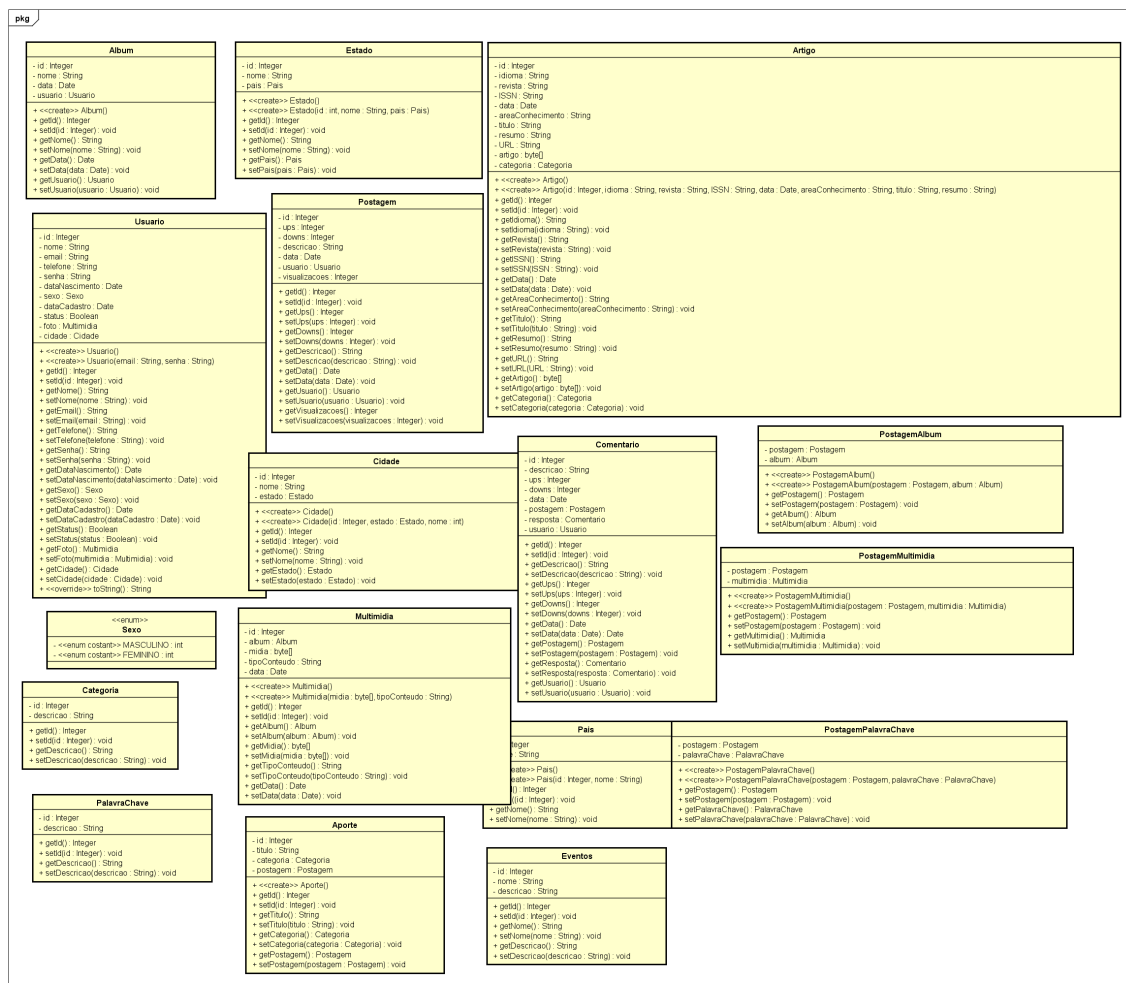 pkg
Album
- id : Integer
- nome : String
- data : Date
- usuario : Usuario
+ <<create>> Album()
+ getId() : Integer
+ setId(id : Integer) : void
+ getNome() : String
+ setNome(nome : String) : void
+ getData() : Date
+ setData(data : Date) : void
+ getUsuario() : Usuario
+ setUsuario(usuario : Usuario) : void
Estado
- id : Integer
- nome : String
- pais : Pais
+ <<create>> Estado()
+ <<create>> Estado(id : int, nome : String, pais : Pais)
+ getId() : Integer
+ setId(id : Integer) : void
+ getNome() : String
+ setNome(nome : String) : void
+ getPais() : Pais
+ setPais(pais : Pais) : void
Artigo
- id : Integer
- idioma : String
- revista : String
- ISSN : String
- data : Date
- areaConhecimento : String
- titulo : String
- resumo : String
- URL : String
- artigo : byte[]
- categoria : Categoria
+ <<create>> Artigo()
+ <<create>> Artigo(id : Integer, idioma : String, revista : String, ISSN : String, data : Date, areaConhecimento : String, titulo : String, resumo : String)
+ getId() : Integer
+ setId(id : Integer) : void
+ getIdioma() : String
+ setIdioma(idioma : String) : void
+ getRevista() : String
+ setRevista(revista : String) : void
+ getISSN() : String
+ setISSN(ISSN : String) : void
+ getData() : Date
+ setData(data : Date) : void
+ getAreaConhecimento() : String
+ setAreaConhecimento(areaConhecimento : String) : void
+ getTitulo() : String
+ setTitulo(titulo : String) : void
+ getResumo() : String
+ setResumo(resumo : String) : void
+ getURL() : String
+ setURL(URL : String) : void
+ getArtigo() : byte[]
+ setArtigo(artigo : byte[]) : void
+ getCategoria() : Categoria
+ setCategoria(categoria : Categoria) : void
Usuario
- id : Integer
- nome : String
- email : String
- telefone : String
- senha : String
- dataNascimento : Date
- sexo : Sexo
- dataCadastro : Date
- status : Boolean
- foto : Multimidia
- cidade : Cidade
+ <<create>> Usuario()
+ <<create>> Usuario(email : String, senha : String)
+ getId() : Integer
+ setId(id : Integer) : void
+ getNome() : String
+ setNome(nome : String) : void
+ getEmail() : String
+ setEmail(email : String) : void
+ getTelefone() : String
+ setTelefone(telefone : String) : void
+ getSenha() : String
+ setSenha(senha : String) : void
+ getDataNascimento() : Date
+ setDataNascimento(dataNascimento : Date) : void
+ getSexo() : Sexo
+ setSexo(sexo : Sexo) : void
+ getDataCadastro() : Date
+ setDataCadastro(dataCadastro : Date) : void
+ getStatus() : Boolean
+ setStatus(status : Boolean) : void
+ getFoto() : Multimidia
+ setFoto(multimidia : Multimidia) : void
+ getCidade() : Cidade
+ setCidade(cidade : Cidade) : void
+ <<override>> toString() : String
Postagem
- id : Integer
- ups : Integer
- downs : Integer
- descricao : String
- data : Date
- usuario : Usuario
- visualizacoes : Integer
+ getId() : Integer
+ setId(id : Integer) : void
+ getUps() : Integer
+ setUps(ups : Integer) : void
+ getDowns() : Integer
+ setDowns(downs : Integer) : void
+ getDescricao() : String
+ setDescricao(descricao : String) : void
+ getData() : Date
+ setData(data : Date) : void
+ getUsuario() : Usuario
+ setUsuario(usuario : Usuario) : void
+ getVisualizacoes() : Integer
+ setVisualizacoes(visualizacoes : Integer) : void
Cidade
- id : Integer
- nome : String
- estado : Estado
+ <<create>> Cidade()
+ <<create>> Cidade(id : Integer, estado : Estado, nome : int)
+ getId() : Integer
+ setId(id : Integer) : void
+ getNome() : String
+ setNome(nome : String) : void
+ getEstado() : Estado
+ setEstado(estado : Estado) : void
Comentario
- id : Integer
- descricao : String
- ups : Integer
- downs : Integer
- data : Date
- postagem : Postagem
- resposta : Comentario
- usuario : Usuario
+ getId() : Integer
+ setId(id : Integer) : void
+ getDescricao() : String
+ setDescricao(descricao : String) : void
+ getUps() : Integer
+ setUps(ups : Integer) : void
+ getDowns() : Integer
+ setDowns(downs : Integer) : void
+ getData() : Date
+ setData(data : Date) : Date
+ getPostagem() : Postagem
+ setPostagem(postagem : Postagem) : void
+ getResposta() : Comentario
+ setResposta(resposta : Comentario) : void
+ getUsuario() : Usuario
+ setUsuario(usuario : Usuario) : void
PostagemAlbum
- postagem : Postagem
- album : Album
+ <<create>> PostagemAlbum()
+ <<create>> PostagemAlbum(postagem : Postagem, album : Album)
+ getPostagem() : Postagem
+ setPostagem(postagem : Postagem) : void
+ getAlbum() : Album
+ setAlbum(album : Album) : void
PostagemMultimidia
- postagem : Postagem
- multimidia : Multimidia
+ <<create>> PostagemMultimidia()
+ <<create>> PostagemMultimidia(postagem : Postagem, multimidia : Multimidia)
+ getPostagem() : Postagem
+ setPostagem(postagem : Postagem) : void
+ getMultimidia() : Multimidia
+ setMultimidia(multimidia : Multimidia) : void
<<enum>>
Sexo
- <<enum costant>> MASCULINO : int
- <<enum costant>> FEMININO : int
Multimidia
- id : Integer
- album : Album
- midia : byte[]
- tipoConteudo : String
- data : Date
+ <<create>> Multimidia()
+ <<create>> Multimidia(midia : byte[], tipoConteudo : String)
+ getId() : Integer
+ setId(id : Integer) : void
+ getAlbum() : Album
+ setAlbum(album : Album) : void
+ getMidia() : byte[]
+ setMidia(midia : byte[]) : void
+ getTipoConteudo() : String
+ setTipoConteudo(tipoConteudo : String) : void
+ getData() : Date
+ setData(data : Date) : void
Categoria
- id : Integer
- descricao : String
+ getId() : Integer
+ setId(id : Integer) : void
+ getDescricao() : String
+ setDescricao(descricao : String) : void
Pais
: String
Pais()
Pais(id : Integer, nome : String)
: Integer
(id : Integer) : void
+ getNome() : String
+ setNome(nome : String) : void
PostagemPalavraChave
- postagem : Postagem
- palavraChave : PalavraChave
+ <<create>> PostagemPalavraChave()
+ <<create>> PostagemPalavraChave(postagem : Postagem, palavraChave : PalavraChave)
+ getPostagem() : Postagem
+ setPostagem(postagem : Postagem) : void
+ getPalavraChave() : PalavraChave
+ setPalavraChave(palavraChave : PalavraChave) : void
PalavraChave
- id : Integer
- descricao : String
+ getId() : Integer
+ setId(id : Integer) : void
+ getDescricao() : String
+ setDescricao(descricao : String) : void
Aporte
- id : Integer
- titulo : String
- categoria : Categoria
- postagem : Postagem
+ <<create>> Aporte()
+ getId() : Integer
+ setId(id : Integer) : void
+ getTitulo() : String
+ setTitulo(titulo : String) : void
+ getCategoria() : Categoria
+ setCategoria(categoria : Categoria) : void
+ getPostagem() : Postagem
+ setPostagem(postagem : Postagem) : void
Eventos
- id : Integer
- nome : String
- descricao : String
+ getId() : Integer
+ setId(id : Integer) : void
+ getNome() : String
+ setNome(nome : String) : void
+ getDescricao() : String
+ setDescricao(descricao : String) : void